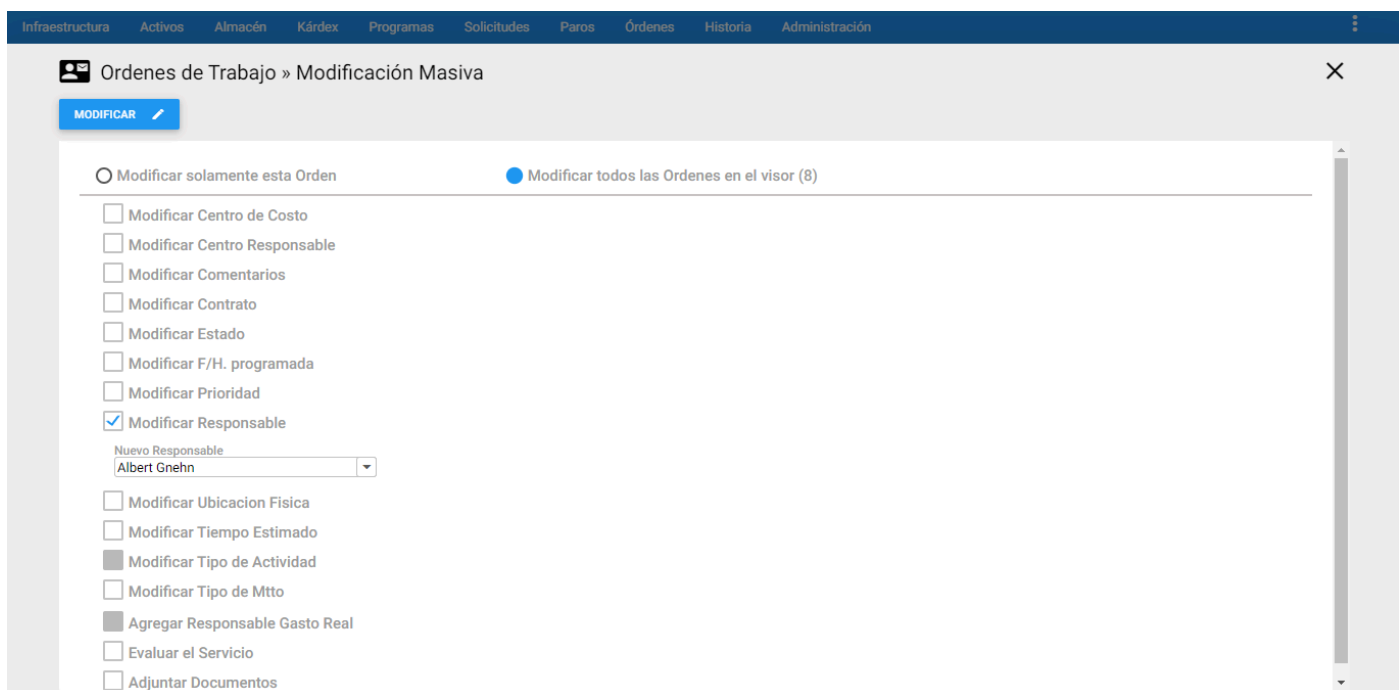 Infraestructura Activos Almacén Kárdex Programas Solicitudes Paros Órdenes Historia Administración
Ordenes de Trabajo » Modificación Masiva
MODIFICAR
Modificar solamente esta Orden Modificar todos las Ordenes en el visor (8)
Modificar Centro de Costo
Modificar Centro Responsable
Modificar Comentarios
Modificar Contrato
Modificar Estado
Modificar F/H. programada
Modificar Prioridad
Modificar Responsable
Nuevo Responsable
Albert Gnehn
Modificar Ubicacion Fisica
Modificar Tiempo Estimado
Modificar Tipo de Actividad
Modificar Tipo de Mtto
Agregar Responsable Gasto Real
Evaluar el Servicio
Adjuntar Documentos